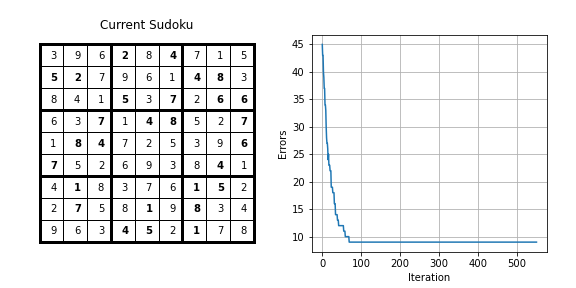 Current Sudoku
3 9 6 2 8 4 7 1 5
5 2 7 9 6 1 4 8 3
8 4 1 5 3 7 2 6 6
6 3 7 1 4 8 5 2 7
1 8 4 7 2 5 3 9 6
7 5 2 6 9 3 8 4 1
4 1 8 3 7 6 1 5 2
2 7 5 8 1 9 8 3 4
9 6 3 4 5 2 1 7 8
Errors
45
40
35
30
25
20
15
10
0 100 200 300 400 500
Iteration